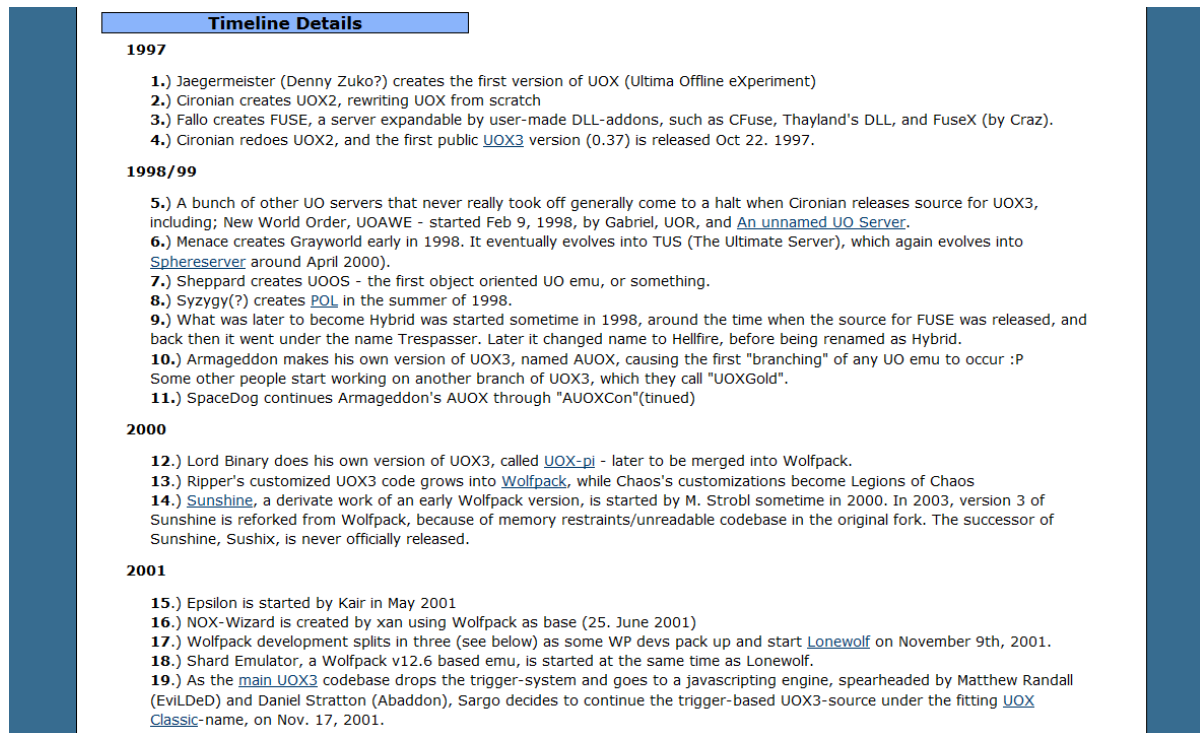 Timeline Details
1997
1.) Jaegermeister (Denny Zuko?) creates the first version of UOX (Ultima Offline eXperiment)
2.) Cironian creates UOX2, rewriting UOX from scratch
3.) Fallo creates FUSE, a server expandable by user-made DLL-addons, such as CFuse, Thayland's DLL, and FuseX (by Craz).
4.) Cironian redoes UOX2, and the first public UOX3 version (0.37) is released Oct 22. 1997.
1998/99
5.) A bunch of other UO servers that never really took off generally come to a halt when Cironian releases source for UOX3,
including; New World Order, UOAWE - started Feb 9, 1998, by Gabriel, UOR, and An unnamed UO Server.
6.) Menace creates Grayworld early in 1998. It eventually evolves into TUS (The Ultimate Server), which again evolves into
Sphereserver around April 2000).
7.) Sheppard creates UOOS - the first object oriented UO emu, or something.
8.) Syzygy(?) creates POL in the summer of 1998.
9.) What was later to become Hybrid was started sometime in 1998, around the time when the source for FUSE was released, and
back then it went under the name Trespasser. Later it changed name to Hellfire, before being renamed as Hybrid.
10.) Armageddon makes his own version of UOX3, named AUOX, causing the first "branching" of any UO emu to occur :P
Some other people start working on another branch of UOX3, which they call "UOXGold".
11.) SpaceDog continues Armageddon's AUOX through "AUOXCon"(tinued)
2000
12.) Lord Binary does his own version of UOX3, called UOX-pi - later to be merged into Wolfpack.
13.) Ripper's customized UOX3 code grows into Wolfpack, while Chaos's customizations become Legions of Chaos
14.) Sunshine, a derivate work of an early Wolfpack version, is started by M. Strobl sometime in 2000. In 2003, version 3 of
Sunshine is reforked from Wolfpack, because of memory restraints/unreadable codebase in the original fork. The successor of
Sunshine, Sushix, is never officially released.
2001
15.) Epsilon is started by Kair in May 2001
16.) NOX-Wizard is created by xan using Wolfpack as base (25. June 2001)
17.) Wolfpack development splits in three (see below) as some WP devs pack up and start Lonewolf on November 9th, 2001.
18.) Shard Emulator, a Wolfpack v12.6 based emu, is started at the same time as Lonewolf.
19.) As the main UOX3 codebase drops the trigger-system and goes to a javascripting engine, spearheaded by Matthew Randall
(EviLDeD) and Daniel Stratton (Abaddon), Sargo decides to continue the trigger-based UOX3-source under the fitting UOX
Classic-name, on Nov. 17, 2001.